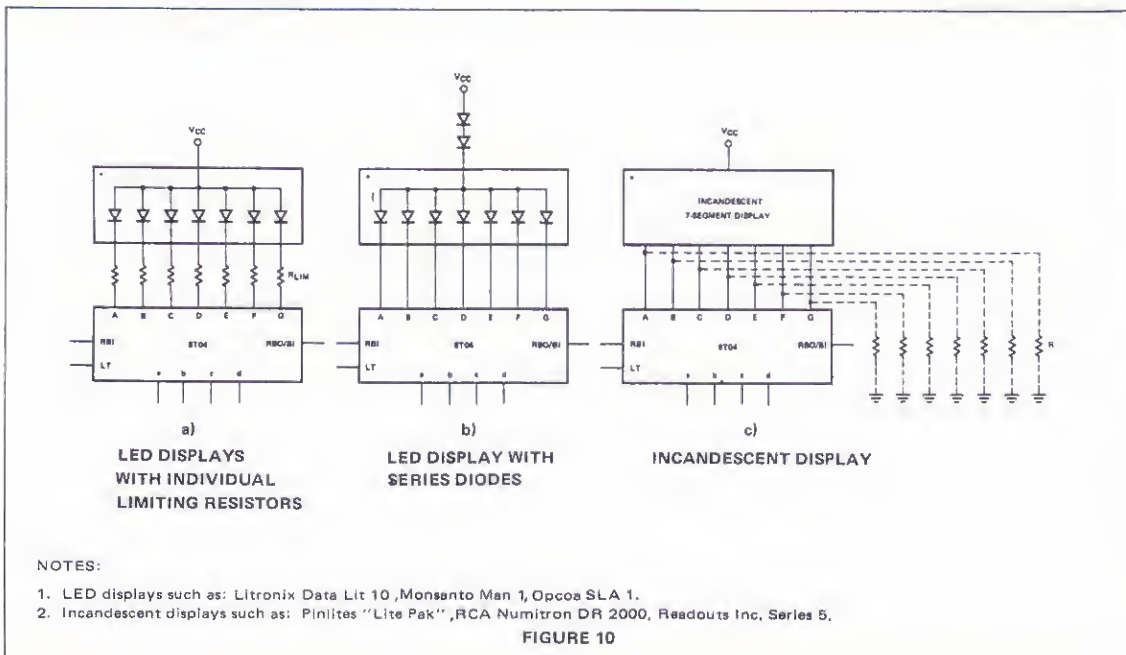 VCC
VCC
VCC
INCANDESCENT
7-SEGMENT DISPLAY
RLIM
A B C D E F G
RBI 8T04 RBO/BI
LT
a b c d
A B C D E F G
RBI 8T04 RBO/BI
LT
a b c d
A B C D E F G
RBI 8T04 RBO/BI
LT
a b c d
R
a)
LED DISPLAYS
WITH INDIVIDUAL
LIMITING RESISTORS
b)
LED DISPLAY WITH
SERIES DIODES
c)
INCANDESCENT DISPLAY
NOTES:
1. LED displays such as: Litronix Data Lit 10 ,Monsanto Man 1, Opcoa SLA 1.
2. Incandescent displays such as: Pinlites "Lite Pak" ,RCA Numitron DR 2000, Readouts Inc. Series 5.
FIGURE 10